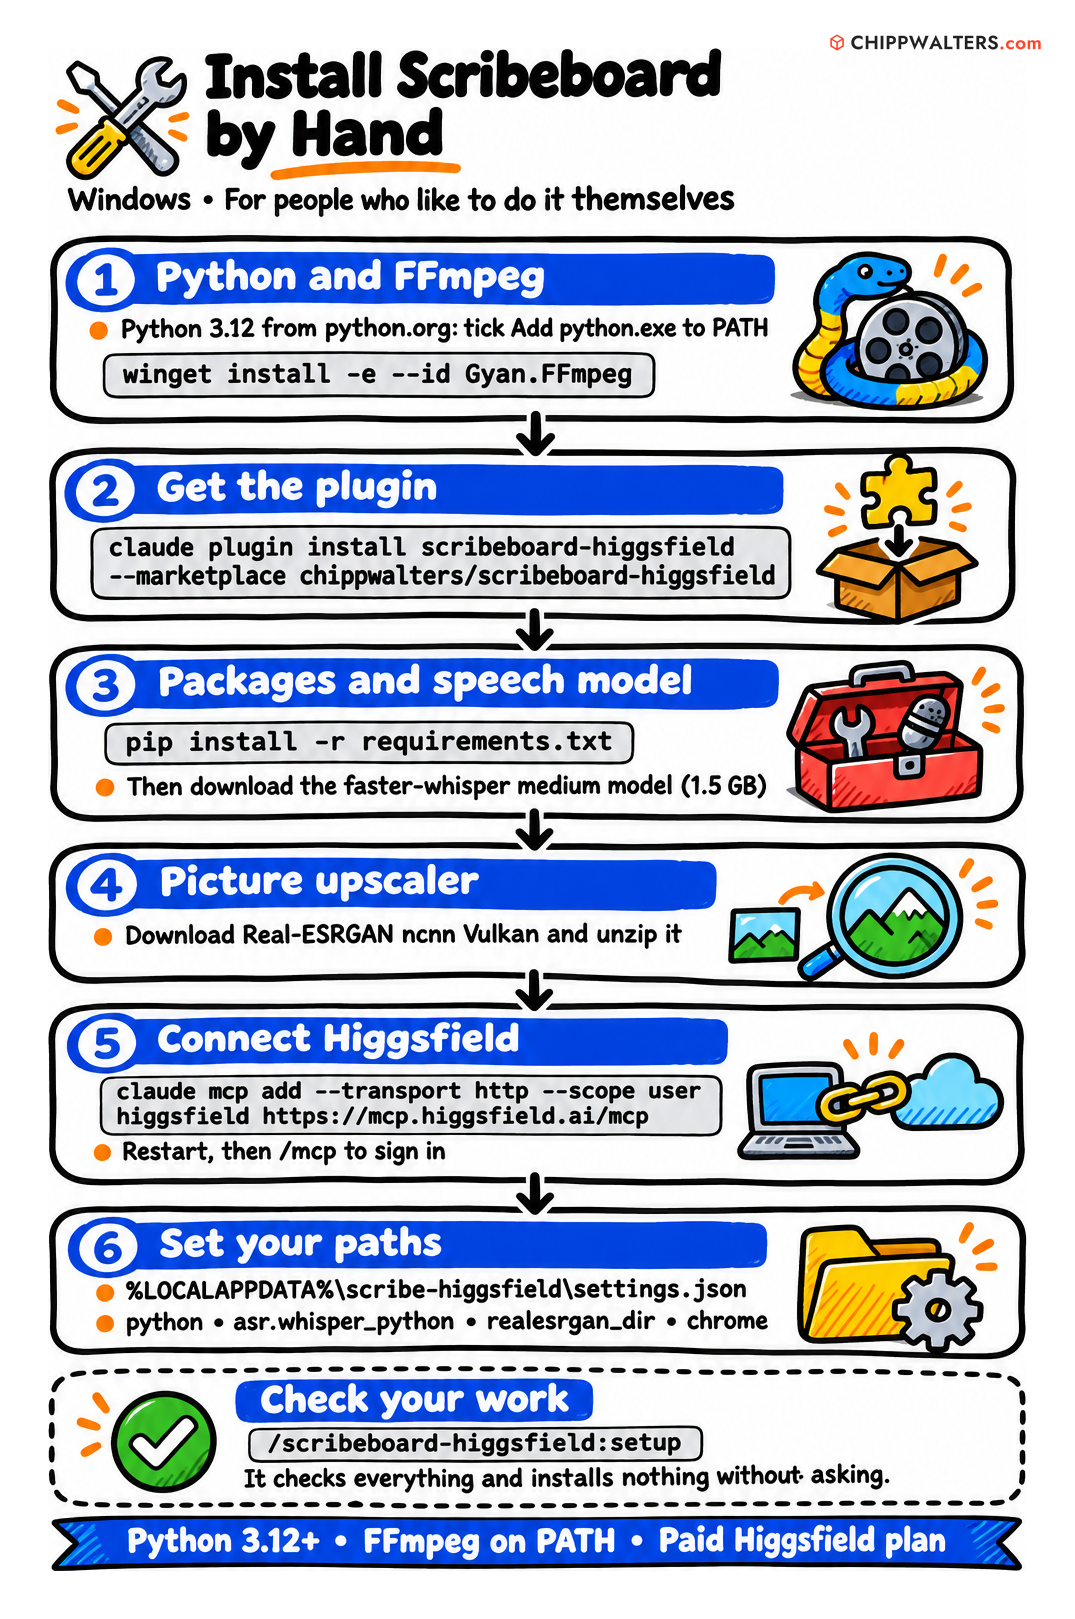 CHIPPWALTERS.com
Install Scribeboard
by Hand
Windows • For people who like to do it themselves
1 Python and FFmpeg
Python 3.12 from python.org: tick Add python.exe to PATH
winget install -e --id Gyan.FFmpeg
2 Get the plugin
claude plugin install scribeboard-higgsfield
--marketplace chippwalters/scribeboard-higgsfield
3 Packages and speech model
pip install -r requirements.txt
Then download the faster-whisper medium model (1.5 GB)
4 Picture upscaler
Download Real-ESRGAN ncnn Vulkan and unzip it
5 Connect Higgsfield
claude mcp add --transport http --scope user
higgsfield https://mcp.higgsfield.ai/mcp
Restart, then /mcp to sign in
6 Set your paths
%LOCALAPPDATA%\scribe-higgsfield\settings.json
python • asr.whisper_python • realesrgan_dir • chrome
Check your work
/scribeboard-higgsfield:setup
It checks everything and installs nothing without asking.
Python 3.12+ • FFmpeg on PATH • Paid Higgsfield plan